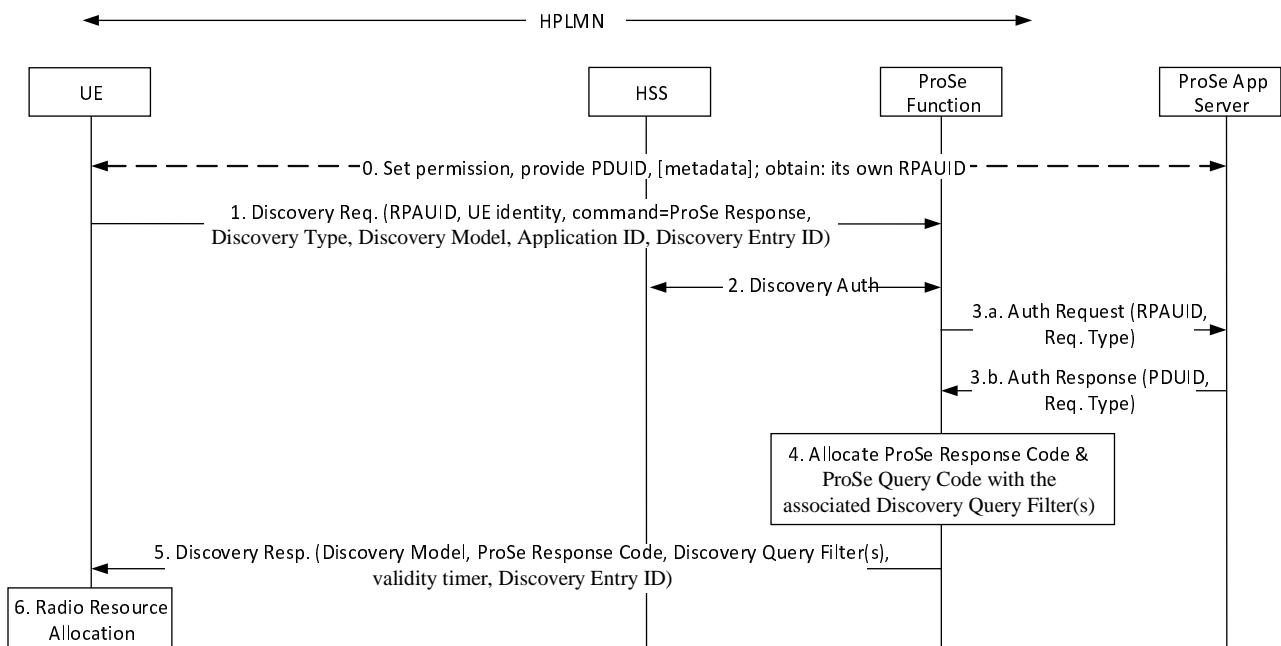 HPLMN
UE
HSS
ProSe
Function
ProSe App
Server
0. Set permission, provide PDUID, [metadata]; obtain: its own RPAUID
1. Discovery Req. (RPAUID, UE identity, command=ProSe Response,
Discovery Type, Discovery Model, Application ID, Discovery Entry ID)
2. Discovery Auth
3.a. Auth Request (RPAUID,
Req. Type)
3.b. Auth Response (PDUID,
Req. Type)
4. Allocate ProSe Response Code &
ProSe Query Code with the
associated Discovery Query Filter(s)
5. Discovery Resp. (Discovery Model, ProSe Response Code, Discovery Query Filter(s),
validity timer, Discovery Entry ID)
6. Radio Resource
Allocation